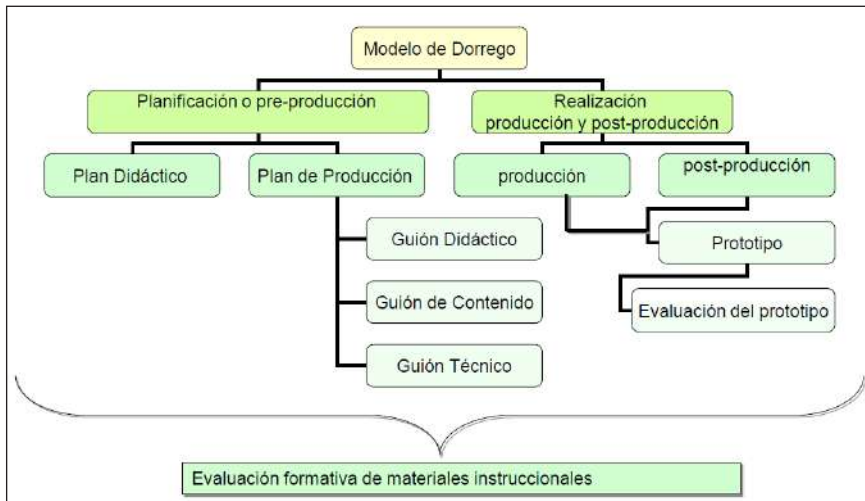 Modelo de Dorrego
Planificación o pre-producción
Realización
producción y post-producción
Plan Didáctico
Plan de Producción
producción
post-producción
Guión Didáctico
Prototipo
Guión de Contenido
Evaluación del prototipo
Guión Técnico
Evaluación formativa de materiales instruccionales